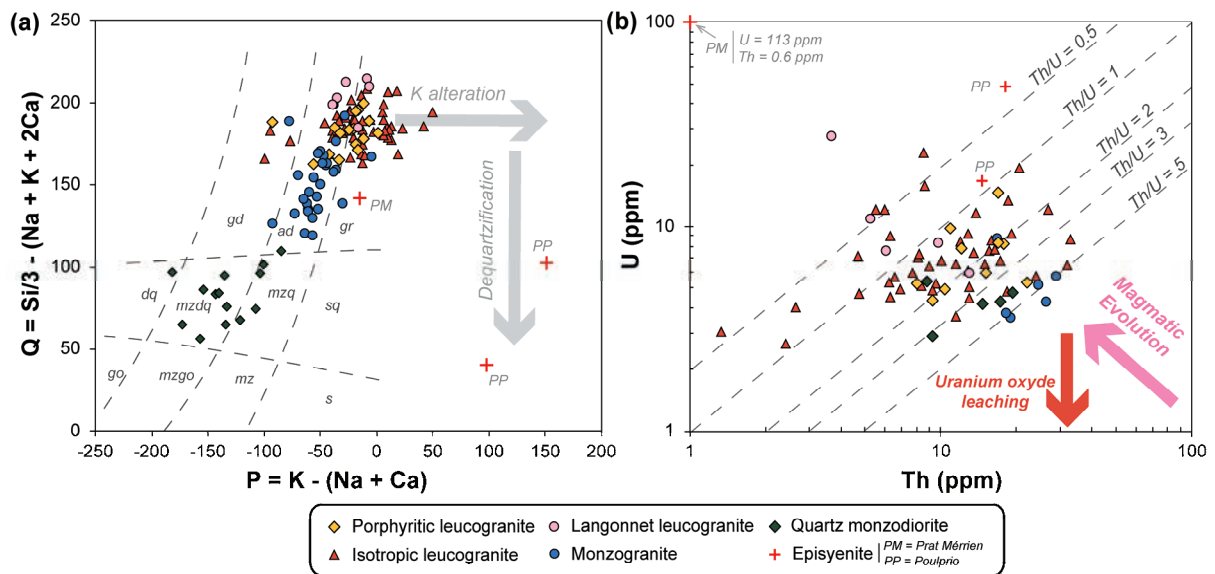 (a)
Q = Si/3 - (Na + K + 2Ca)
250
200
150
100
50
0
-250
-200
-150
-100
-50
0
50
100
150
200
P = K - (Na + Ca)
K alteration
Dequartzification
PM
PP
PP
gd
ad
gr
dq
mzdq
mzq
sq
go
mzgo
mz
s
(b)
U (ppm)
100
10
1
1
10
100
Th (ppm)
PM
U = 113 ppm
Th = 0.6 ppm
PP
PP
Th/U = 0.5
Th/U = 1
Th/U = 2
Th/U = 3
Th/U = 5
Magmatic
Evolution
Uranium oxyde
leaching
Porphyritic leucogranite
Langonnet leucogranite
Quartz monzodiorite
Isotropic leucogranite
Monzogranite
Episyenite
PM = Prat Mérrien
PP = Poulprio